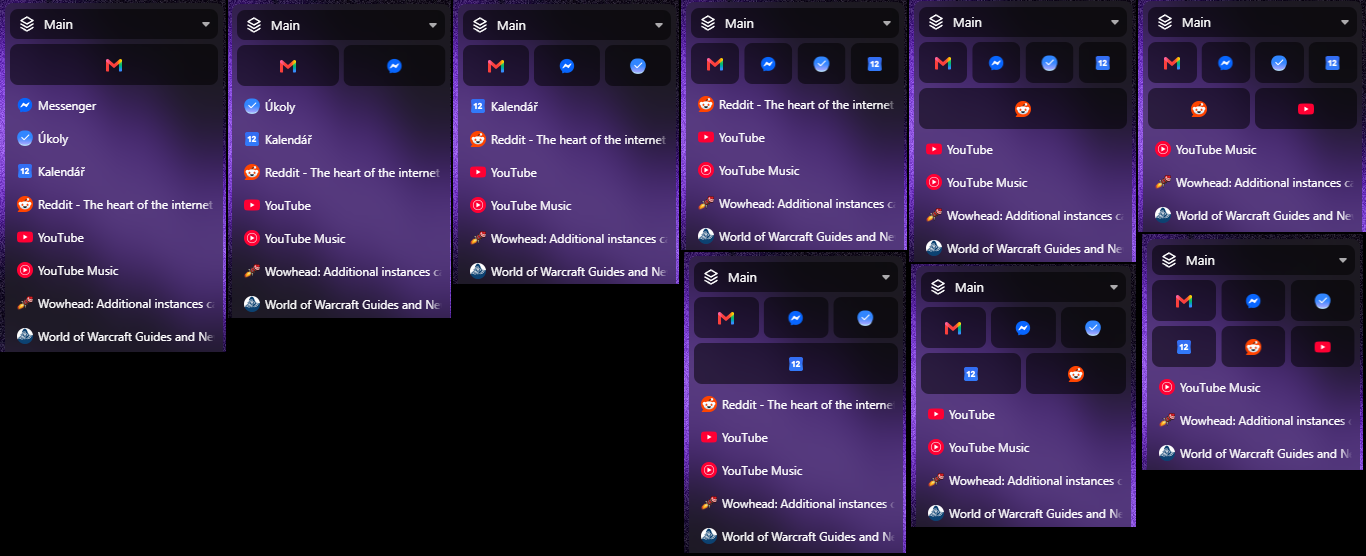 Main
Messenger
Úkoly
12 Kalendář
Reddit - The heart of the internet
YouTube
YouTube Music
Wowhead: Additional instances ca
World of Warcraft Guides and Ne
Main
Úkoly
12 Kalendář
Reddit - The heart of the internet
YouTube
YouTube Music
Wowhead: Additional instances ca
World of Warcraft Guides and Ne
Main
12 Kalendář
Reddit - The heart of the internet
YouTube
YouTube Music
Wowhead: Additional instances ca
World of Warcraft Guides and Ne
Main
12
Reddit - The heart of the internet
YouTube
YouTube Music
Wowhead: Additional instances ca
World of Warcraft Guides and Ne
Main
12
YouTube
YouTube Music
Wowhead: Additional instances c
World of Warcraft Guides and Ne
Main
12
YouTube Music
Wowhead: Additional instances c
World of Warcraft Guides and Ne
Main
12
Reddit - The heart of the interne
YouTube
YouTube Music
Wowhead: Additional instances c
World of Warcraft Guides and Ne
Main
12
YouTube
YouTube Music
Wowhead: Additional instances c
World of Warcraft Guides and Ne
Main
12
YouTube Music
Wowhead: Additional instances c
World of Warcraft Guides and Ne